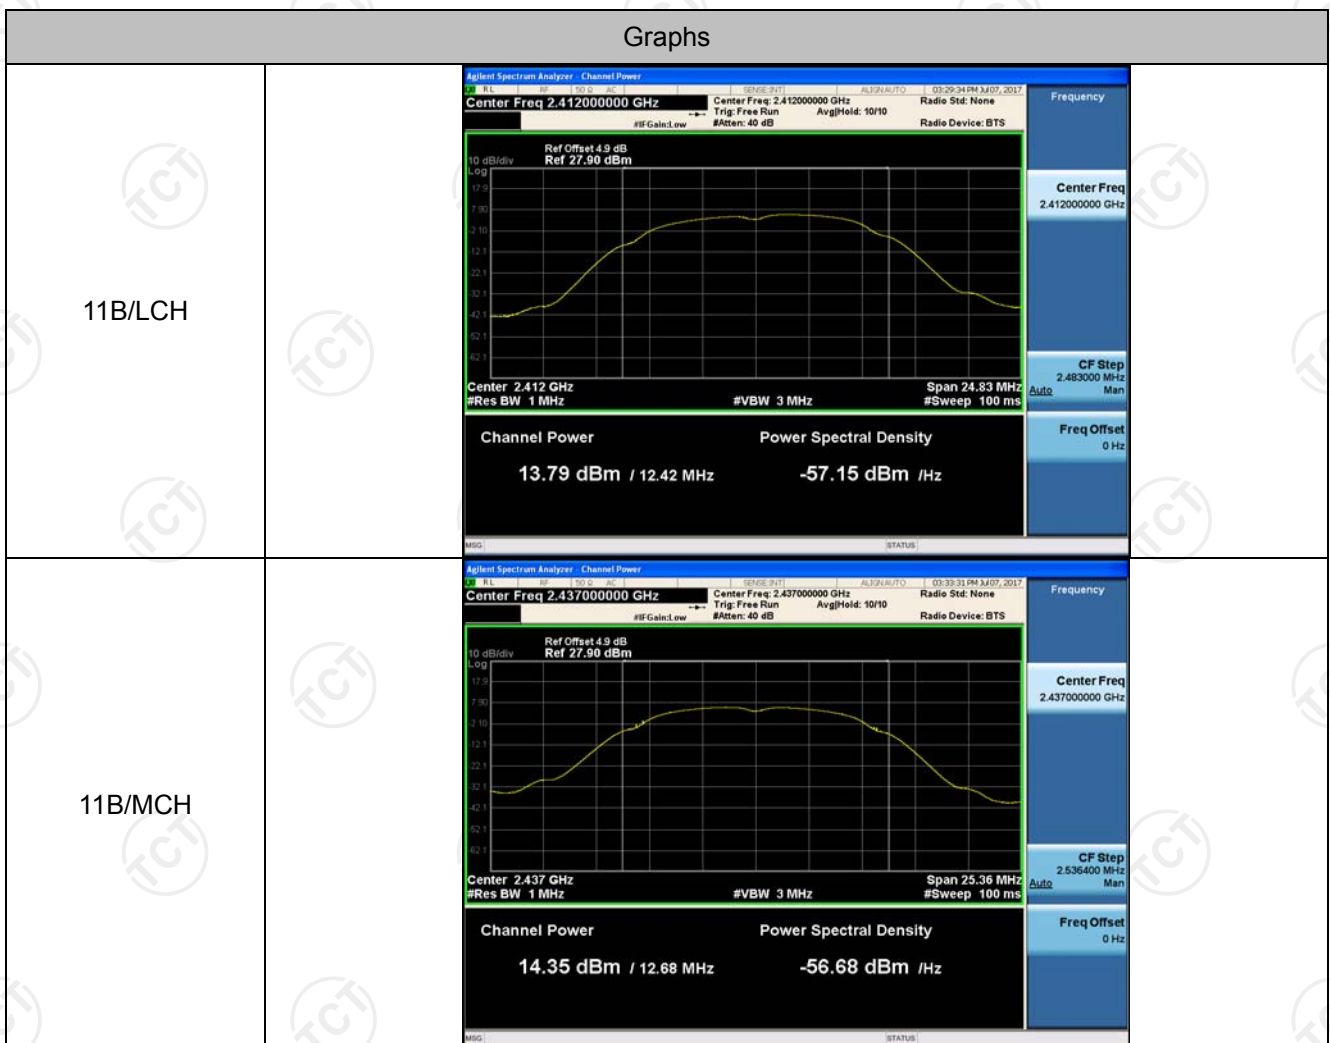 Graphs
11B/LCH
Agilent Spectrum Analyzer - Channel Power
RL RF 50 Ω AC SENSE:INT ALIGN AUTO 03:29:34 PM Jul 07, 2017
Center Freq 2.412000000 GHz
Center Freq: 2.412000000 GHz Radio Std: None
Trig: Free Run Avg|Hold: 10/10
#IFGain:Low #Atten: 40 dB Radio Device: BTS
Ref Offset 4.9 dB
10 dB/div Ref 27.90 dBm
Log
17.9
7.90
-2.10
-12.1
-22.1
-32.1
-42.1
-52.1
-62.1
Center 2.412 GHz Span 24.83 MHz
#Res BW 1 MHz #VBW 3 MHz #Sweep 100 ms
Channel Power Power Spectral Density
13.79 dBm / 12.42 MHz -57.15 dBm /Hz
MSG STATUS
Frequency
Center Freq
2.412000000 GHz
CF Step
2.483000 MHz
Auto Man
Freq Offset
0 Hz
11B/MCH
Agilent Spectrum Analyzer - Channel Power
RL RF 50 Ω AC SENSE:INT ALIGN AUTO 03:33:31 PM Jul 07, 2017
Center Freq 2.437000000 GHz
Center Freq: 2.437000000 GHz Radio Std: None
Trig: Free Run Avg|Hold: 10/10
#IFGain:Low #Atten: 40 dB Radio Device: BTS
Ref Offset 4.9 dB
10 dB/div Ref 27.90 dBm
Log
17.9
7.90
-2.10
-12.1
-22.1
-32.1
-42.1
-52.1
-62.1
Center 2.437 GHz Span 25.36 MHz
#Res BW 1 MHz #VBW 3 MHz #Sweep 100 ms
Channel Power Power Spectral Density
14.35 dBm / 12.68 MHz -56.68 dBm /Hz
MSG STATUS
Frequency
Center Freq
2.437000000 GHz
CF Step
2.536400 MHz
Auto Man
Freq Offset
0 Hz
TCT